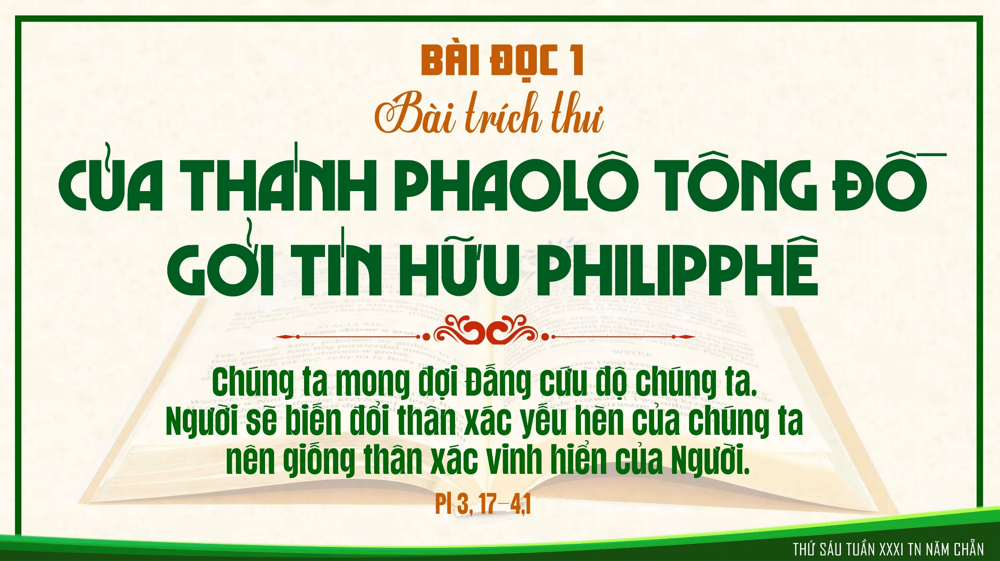 BÀI ĐỌC 1
Bài trích thư
CỦA THÁNH PHAOLÔ TÔNG ĐỒ
GỞI TÍN HỮU PHILIPPHÊ
Chúng ta mong đợi Đấng cứu độ chúng ta.
Người sẽ biến đổi thân xác yếu hèn của chúng ta
nên giống thân xác vinh hiển của Người.
Pl 3, 17–4,1
THỨ SÁU TUẦN XXXI TN NĂM CHẴN